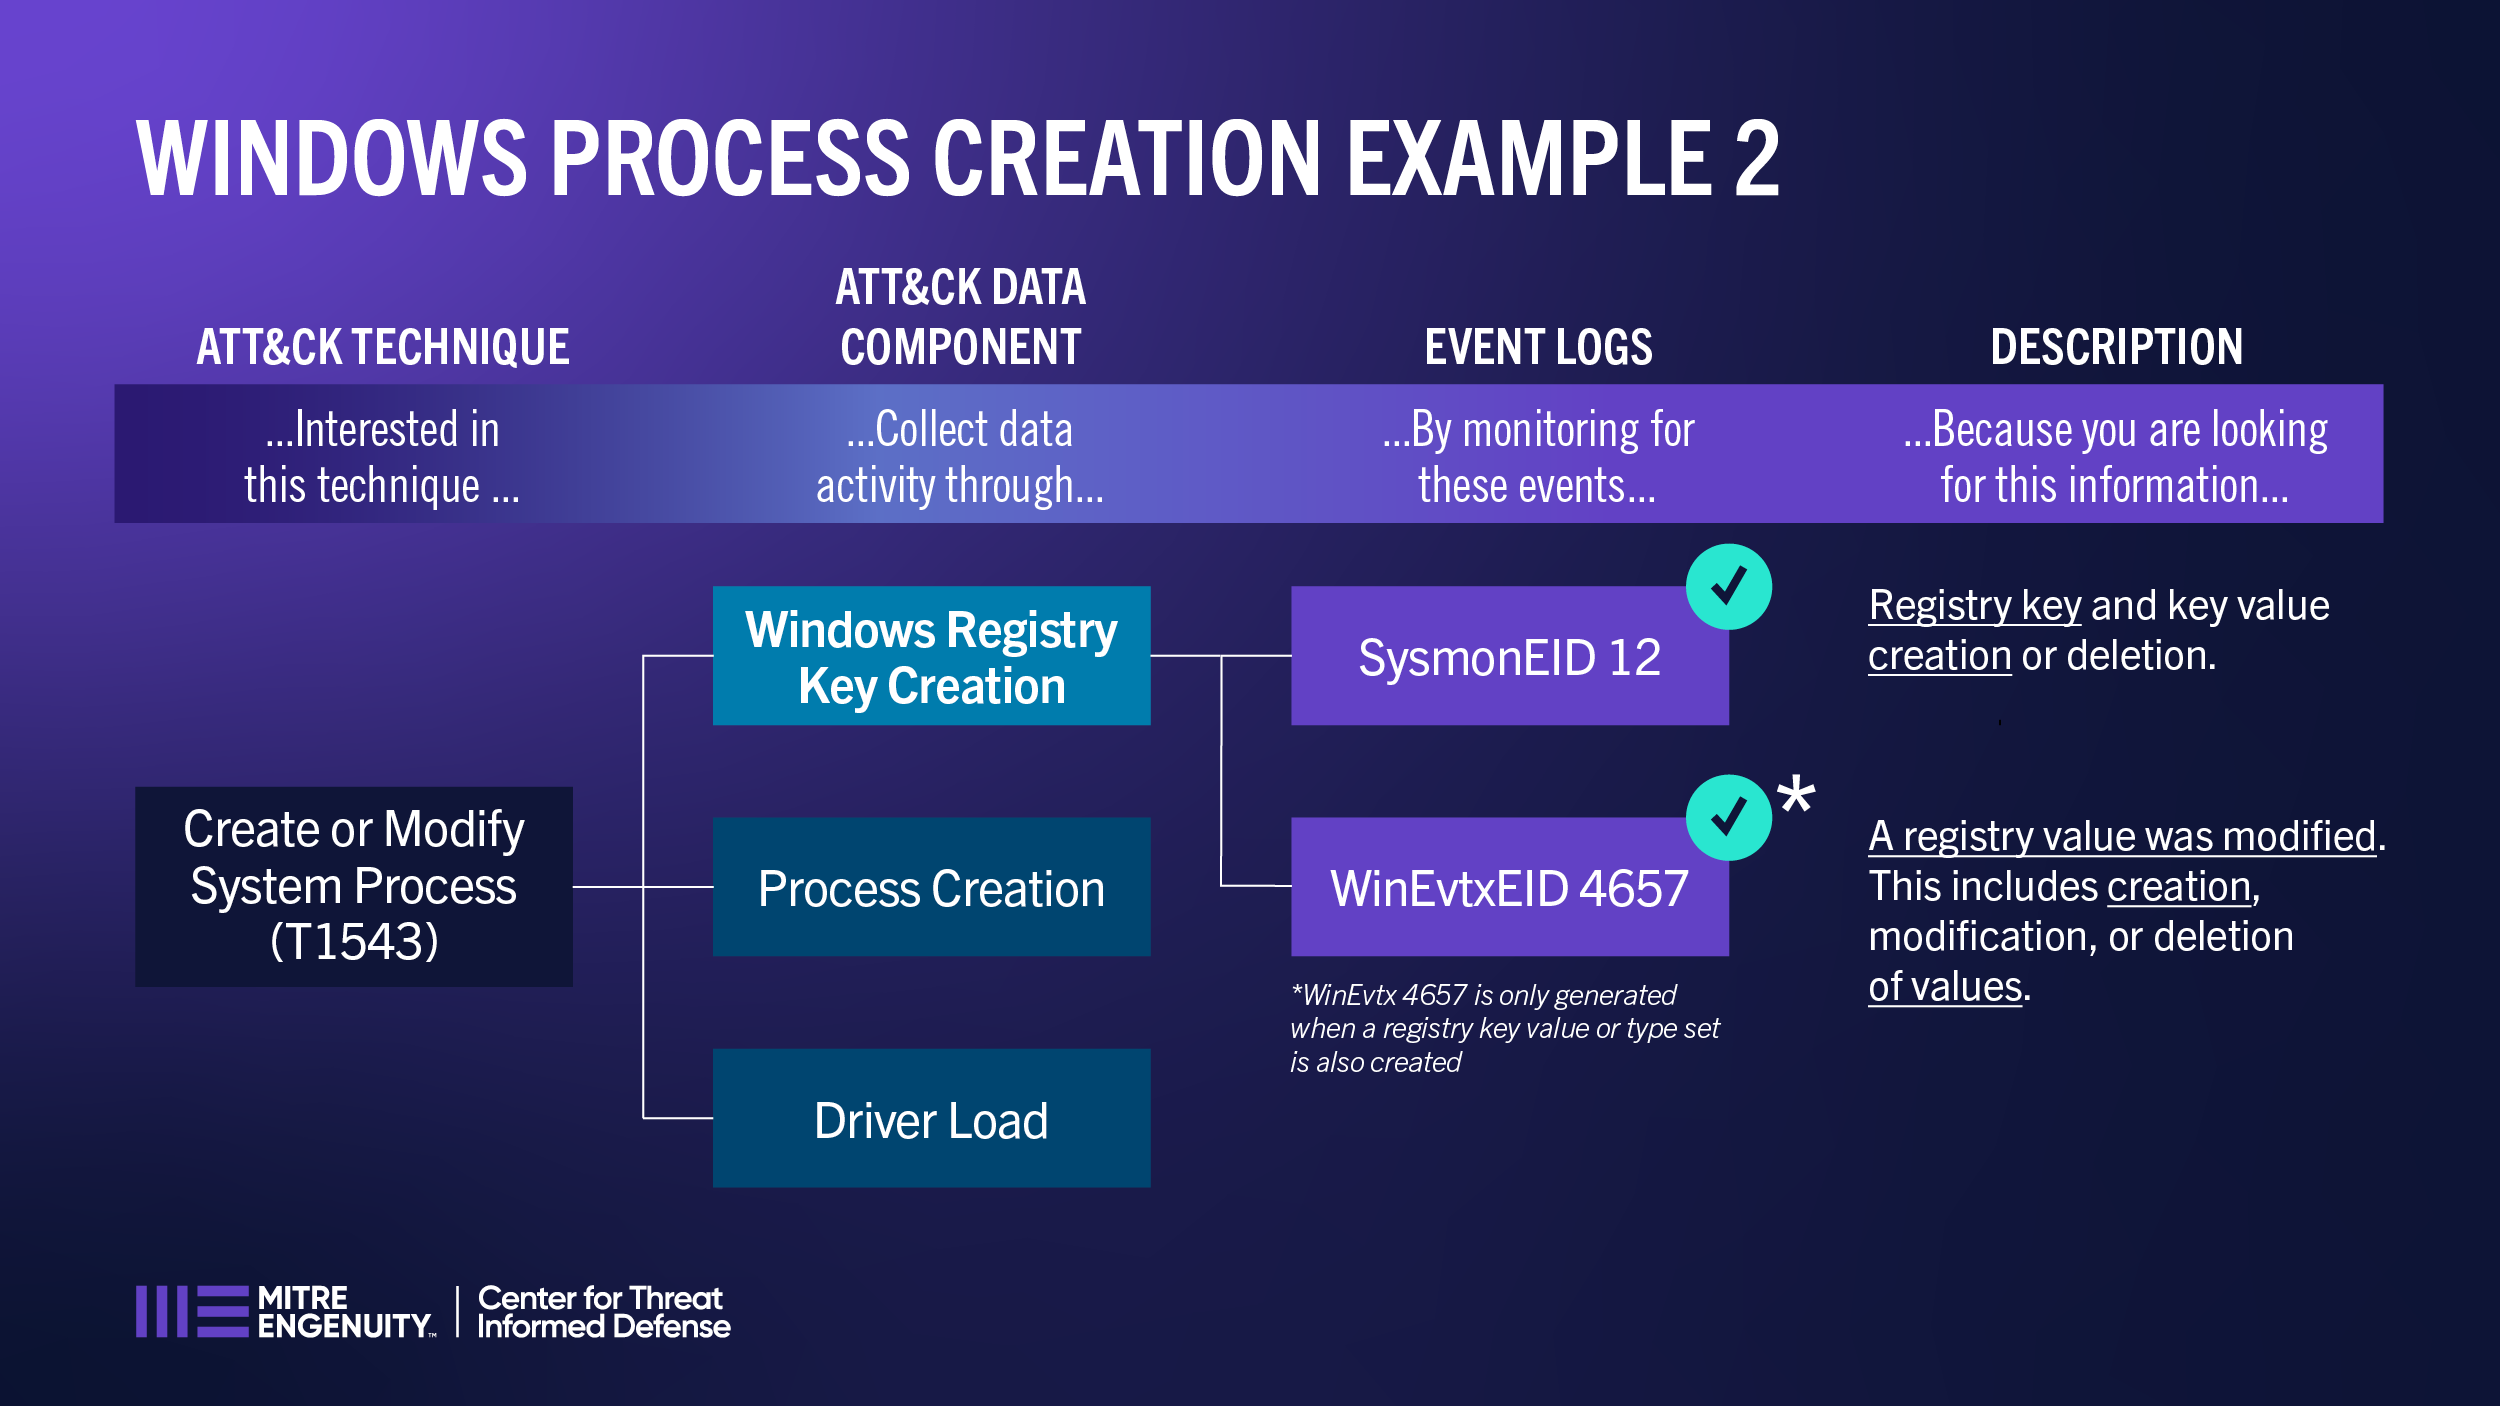 WINDOWS PROCESS CREATION EXAMPLE 2
ATT&CK TECHNIQUE
ATT&CK DATA
COMPONENT
EVENT LOGS
DESCRIPTION
...Interested in
this technique ...
...Collect data
activity through...
...By monitoring for
these events...
...Because you are looking
for this information...
Create or Modify
System Process
(T1543)
Windows Registry
Key Creation
Process Creation
Driver Load
SysmonEID 12
WinEvtxEID 4657
*
*WinEvtx 4657 is only generated
when a registry key value or type set
is also created
Registry key and key value
creation or deletion.
A registry value was modified.
This includes creation,
modification, or deletion
of values.
MITRE
ENGENUITY™
Center for Threat
Informed Defense